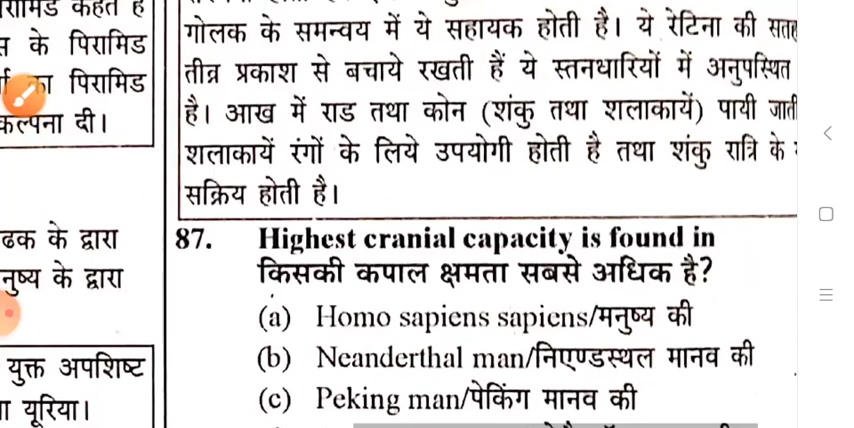 के पिरामिड
पिरामिड
कल्पना दी।
ढक के द्वारा
नुष्य के द्वारा
युक्त अपशिष्ट
यूरिया।
गोलक के समन्वय में ये सहायक होती है। ये रेटिना की सतह
तीव्र प्रकाश से बचाये रखती हैं ये स्तनधारियों में अनुपस्थित
है। आख में राड तथा कोन (शंकु तथा शलाकायें) पायी जाती
शलाकायें रंगों के लिये उपयोगी होती है तथा शंकु रात्रि के
सक्रिय होती है।
87. Highest cranial capacity is found in
किसकी कपाल क्षमता सबसे अधिक है?
(a) Homo sapiens sapiens/मनुष्य की
(b) Neanderthal man/निएण्डस्थल मानव की
(c) Peking man/पेकिंग मानव की